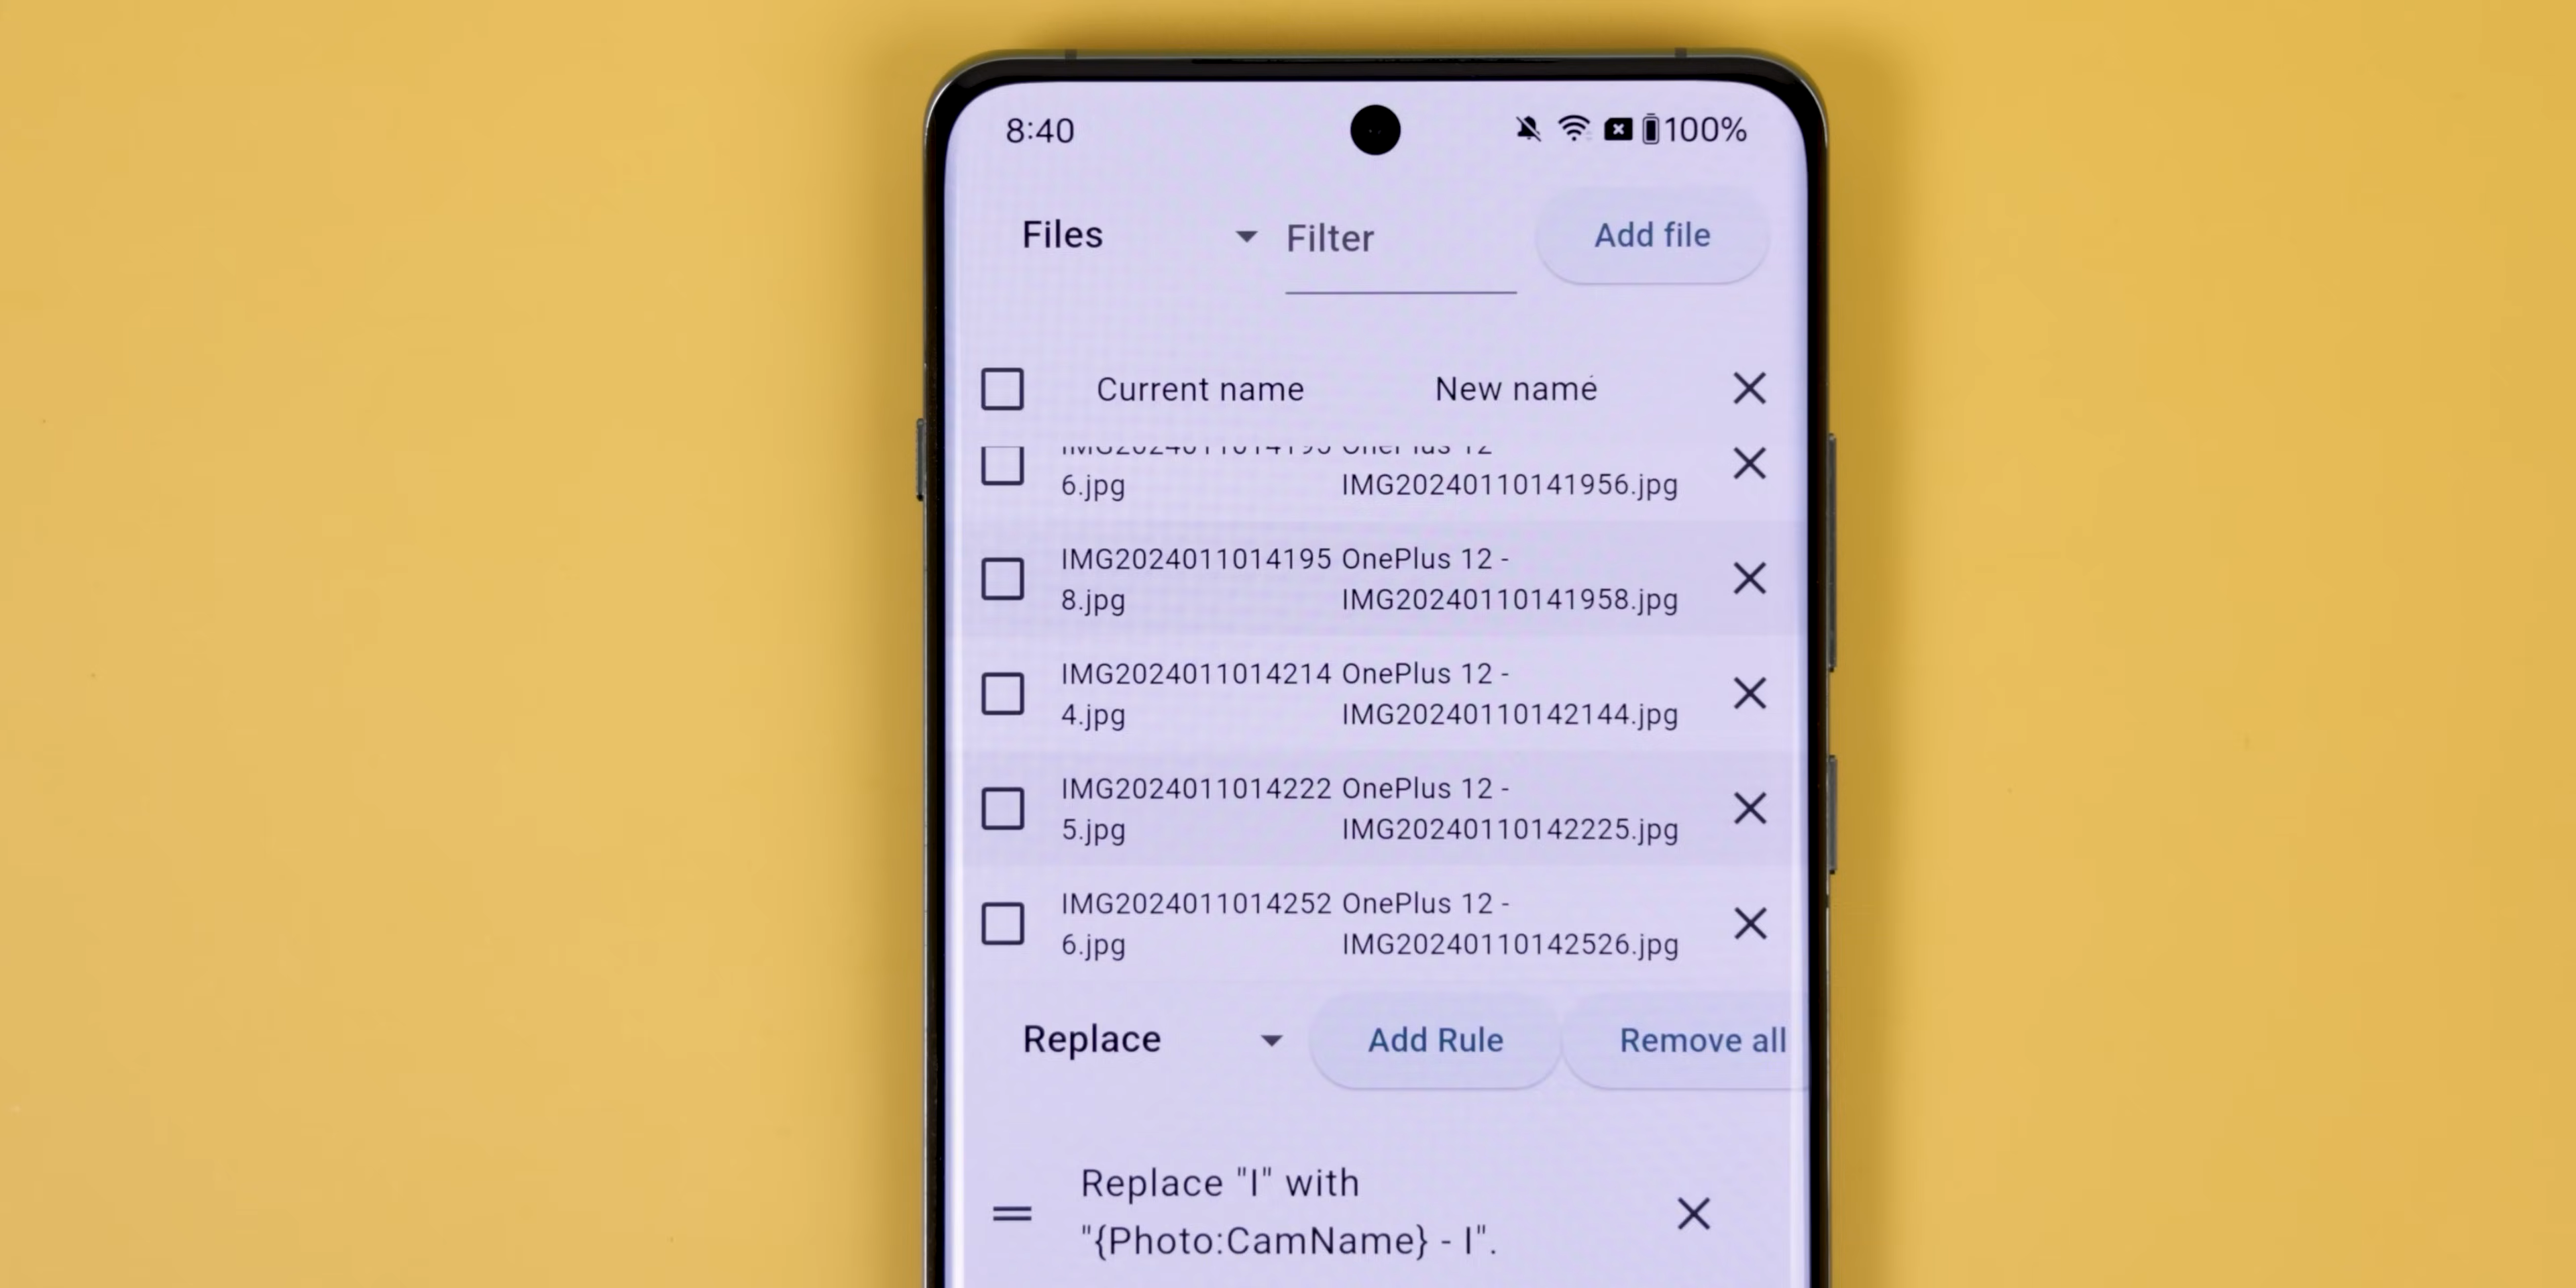 8:40 100%
Files Filter Add file
Current name New name
IMG2024011014195 OnePlus 12 -
6.jpg IMG20240110141956.jpg
IMG2024011014195 OnePlus 12 -
8.jpg IMG20240110141958.jpg
IMG2024011014214 OnePlus 12 -
4.jpg IMG20240110142144.jpg
IMG2024011014222 OnePlus 12 -
5.jpg IMG20240110142225.jpg
IMG2024011014252 OnePlus 12 -
6.jpg IMG20240110142526.jpg
Replace Add Rule Remove all
Replace "I" with
"{Photo:CamName} - I".